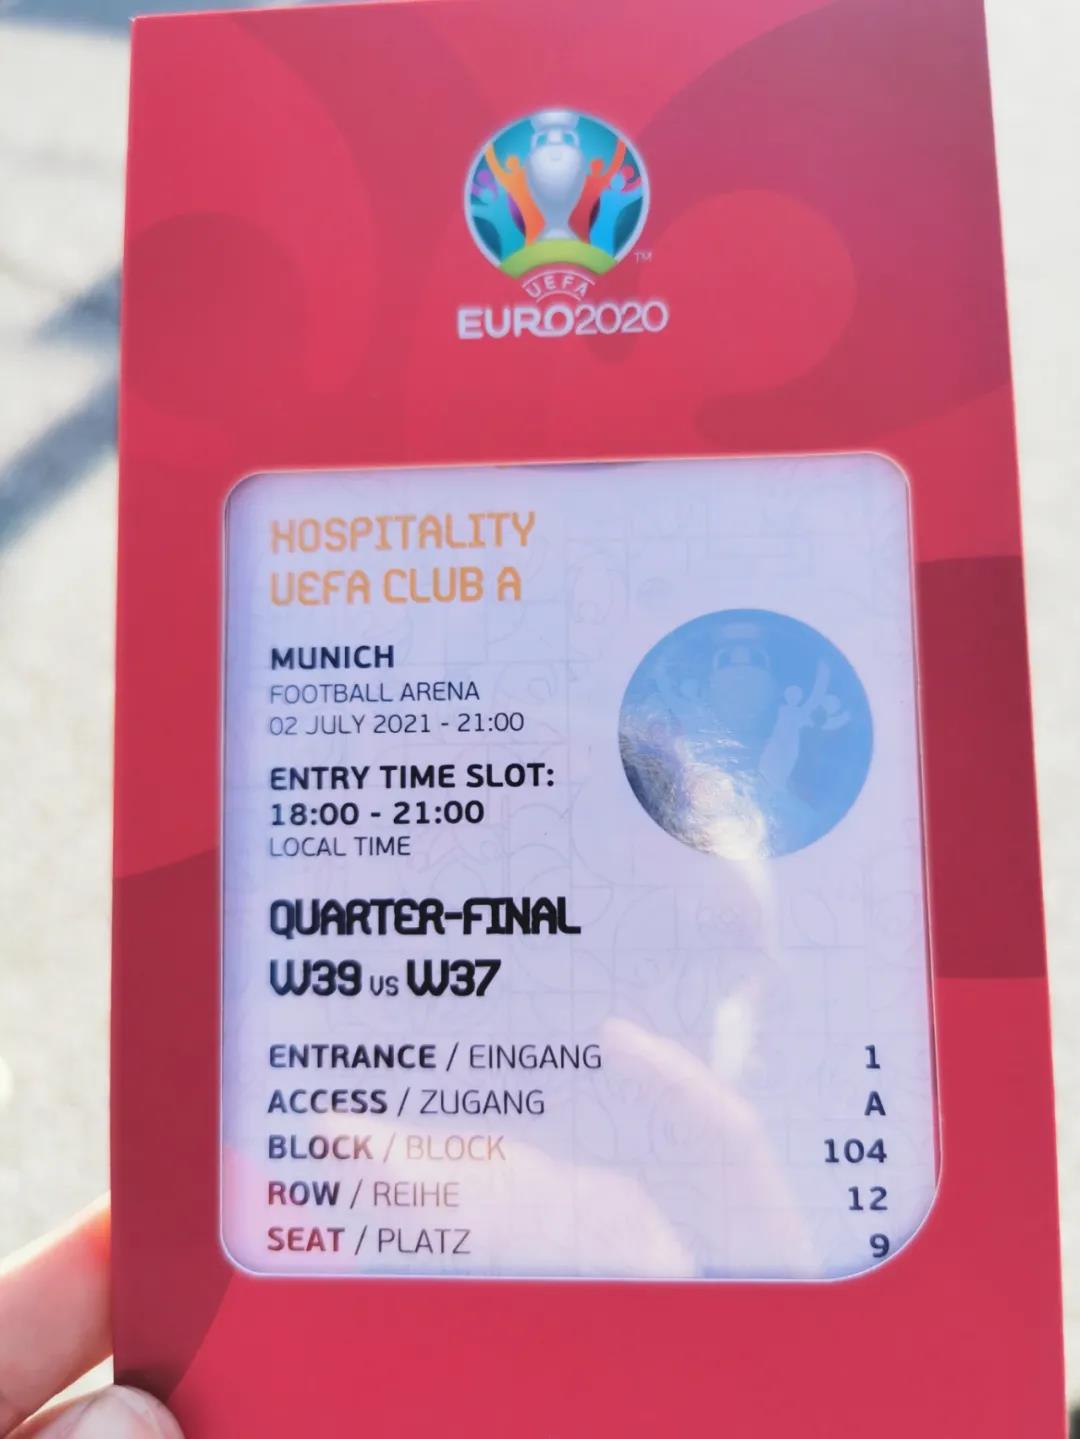 TM
UEFA
EURO2020
HOSPITALITY
UEFA CLUB A
MUNICH
FOOTBALL ARENA
02 JULY 2021 - 21:00
ENTRY TIME SLOT:
18:00 - 21:00
LOCAL TIME
QUARTER-FINAL
W39 VS W37
ENTRANCE / EINGANG 1
ACCESS / ZUGANG A
BLOCK / BLOCK 104
ROW / REIHE 12
SEAT / PLATZ 9